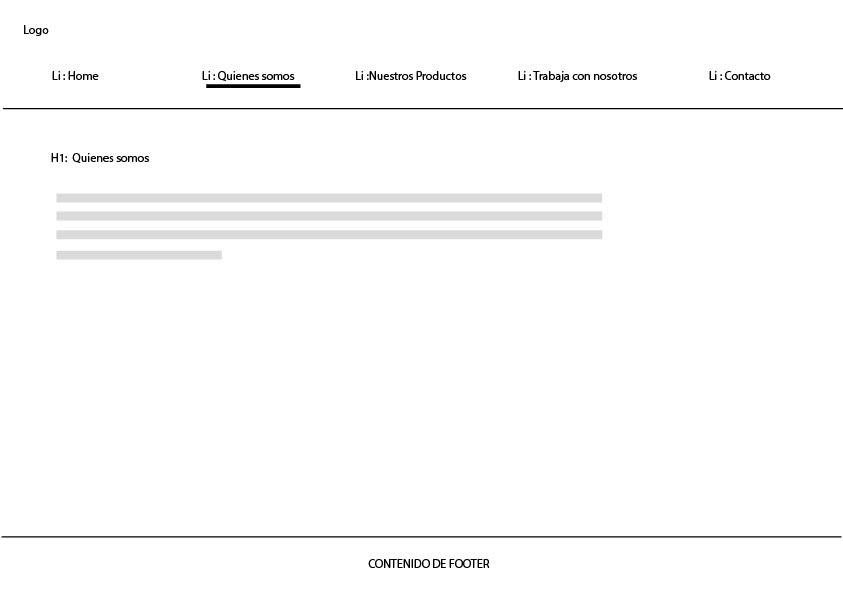 Logo
Li : Home Li : Quienes somos Li :Nuestros Productos Li : Trabaja con nosotros Li : Contacto
H1: Quienes somos
CONTENIDO DE FOOTER